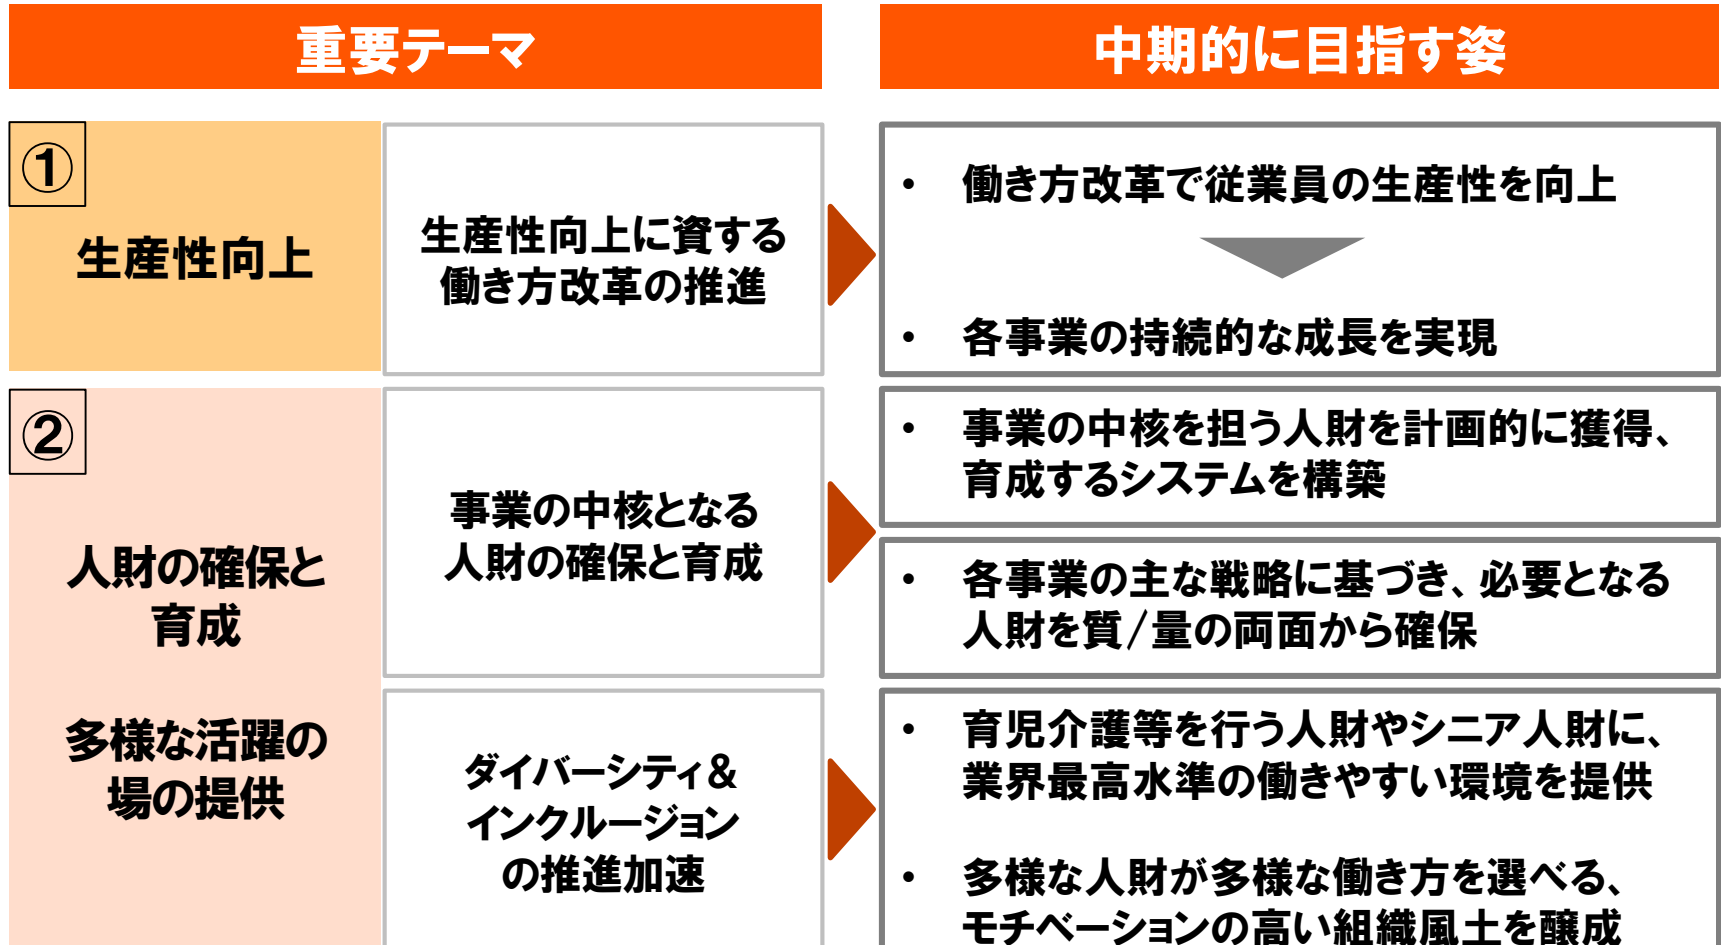 重要テーマ
中期的に目指す姿
①
生産性向上
生産性向上に資する
働き方改革の推進
• 働き方改革で従業員の生産性を向上
• 各事業の持続的な成長を実現
②
人財の確保と
育成
多様な活躍の
場の提供
事業の中核となる
人財の確保と育成
• 事業の中核を担う人財を計画的に獲得、
育成するシステムを構築
• 各事業の主な戦略に基づき、必要となる
人財を質/量の両面から確保
ダイバーシティ&
インクルージョン
の推進加速
• 育児介護等を行う人財やシニア人財に、
業界最高水準の働きやすい環境を提供
• 多様な人財が多様な働き方を選べる、
モチベーションの高い組織風土を醸成